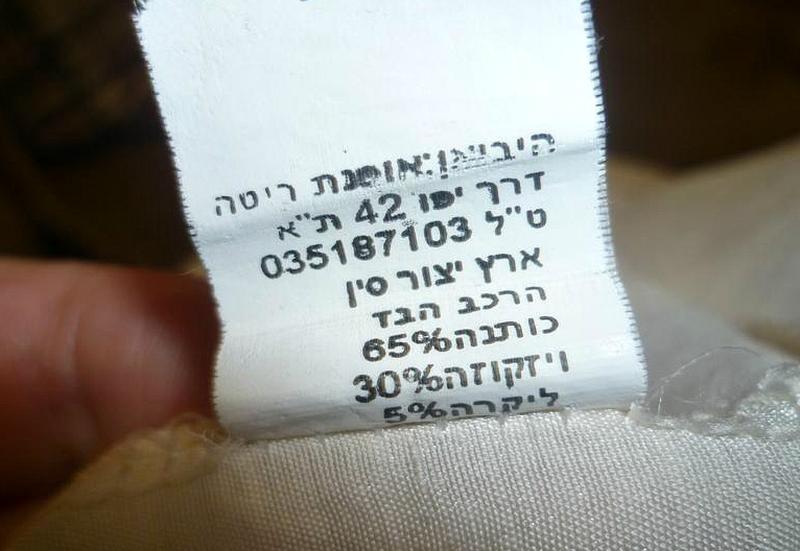 היבואן:אופנת ריטה
דרך יפו 42 ת"א
ט"ל 035187103
ארץ יצור סין
הרכב הבד
כותנה%65
ויזקוזה%30
ליקרה%5